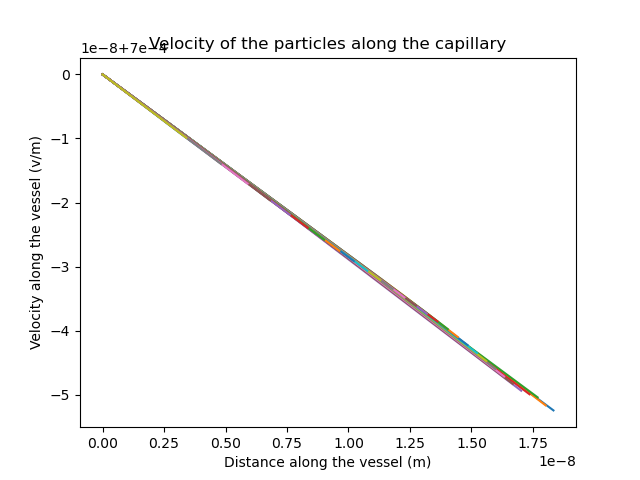 Velocity of the particles along the capillary
1e−8+7e−4
0
−1
−2
−3
−4
−5
Velocity along the vessel (v/m)
0.00 0.25 0.50 0.75 1.00 1.25 1.50 1.75
1e−8
Distance along the vessel (m)